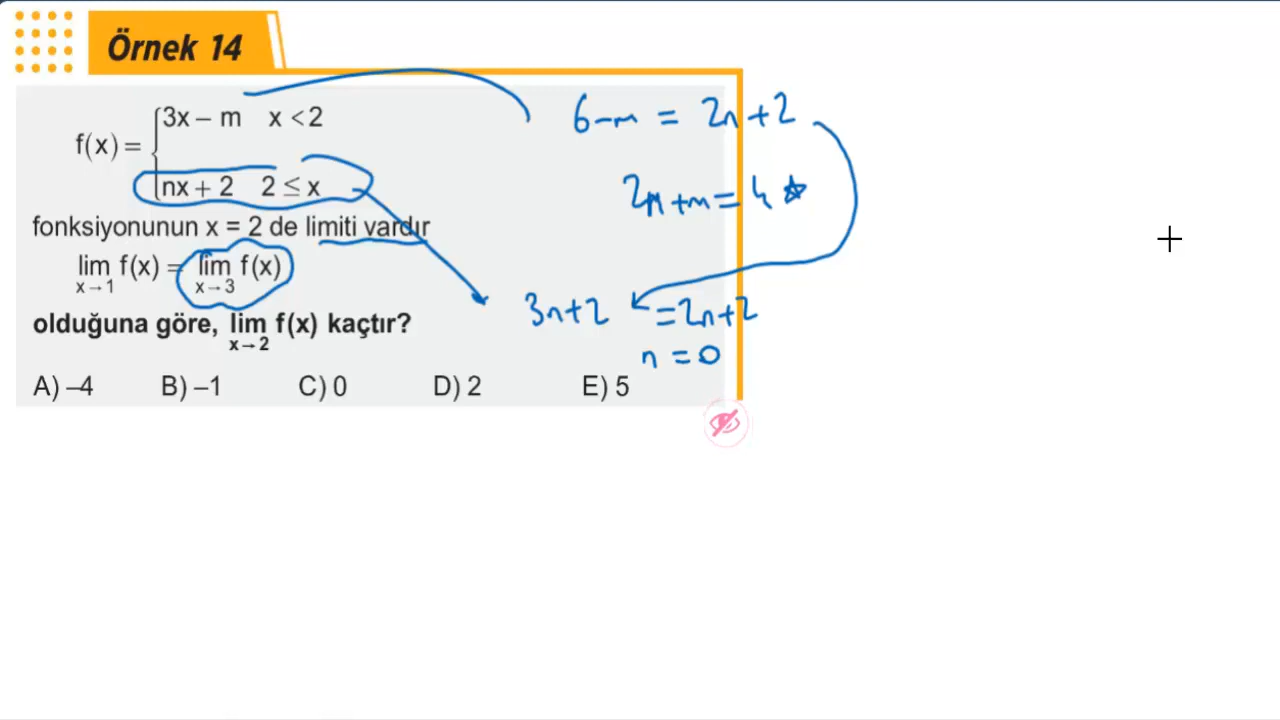 Örnek 14
f(x) = { 3x – m x < 2
nx + 2 2 ≤ x
fonksiyonunun x = 2 de limiti vardır
lim f(x) = lim f(x)
x→1 x→3
olduğuna göre, lim f(x) kaçtır?
x→2
A) –4 B) –1 C) 0 D) 2 E) 5
6-m = 2n+2
2n+m = 4
3n+2 = 2n+2
n = 0